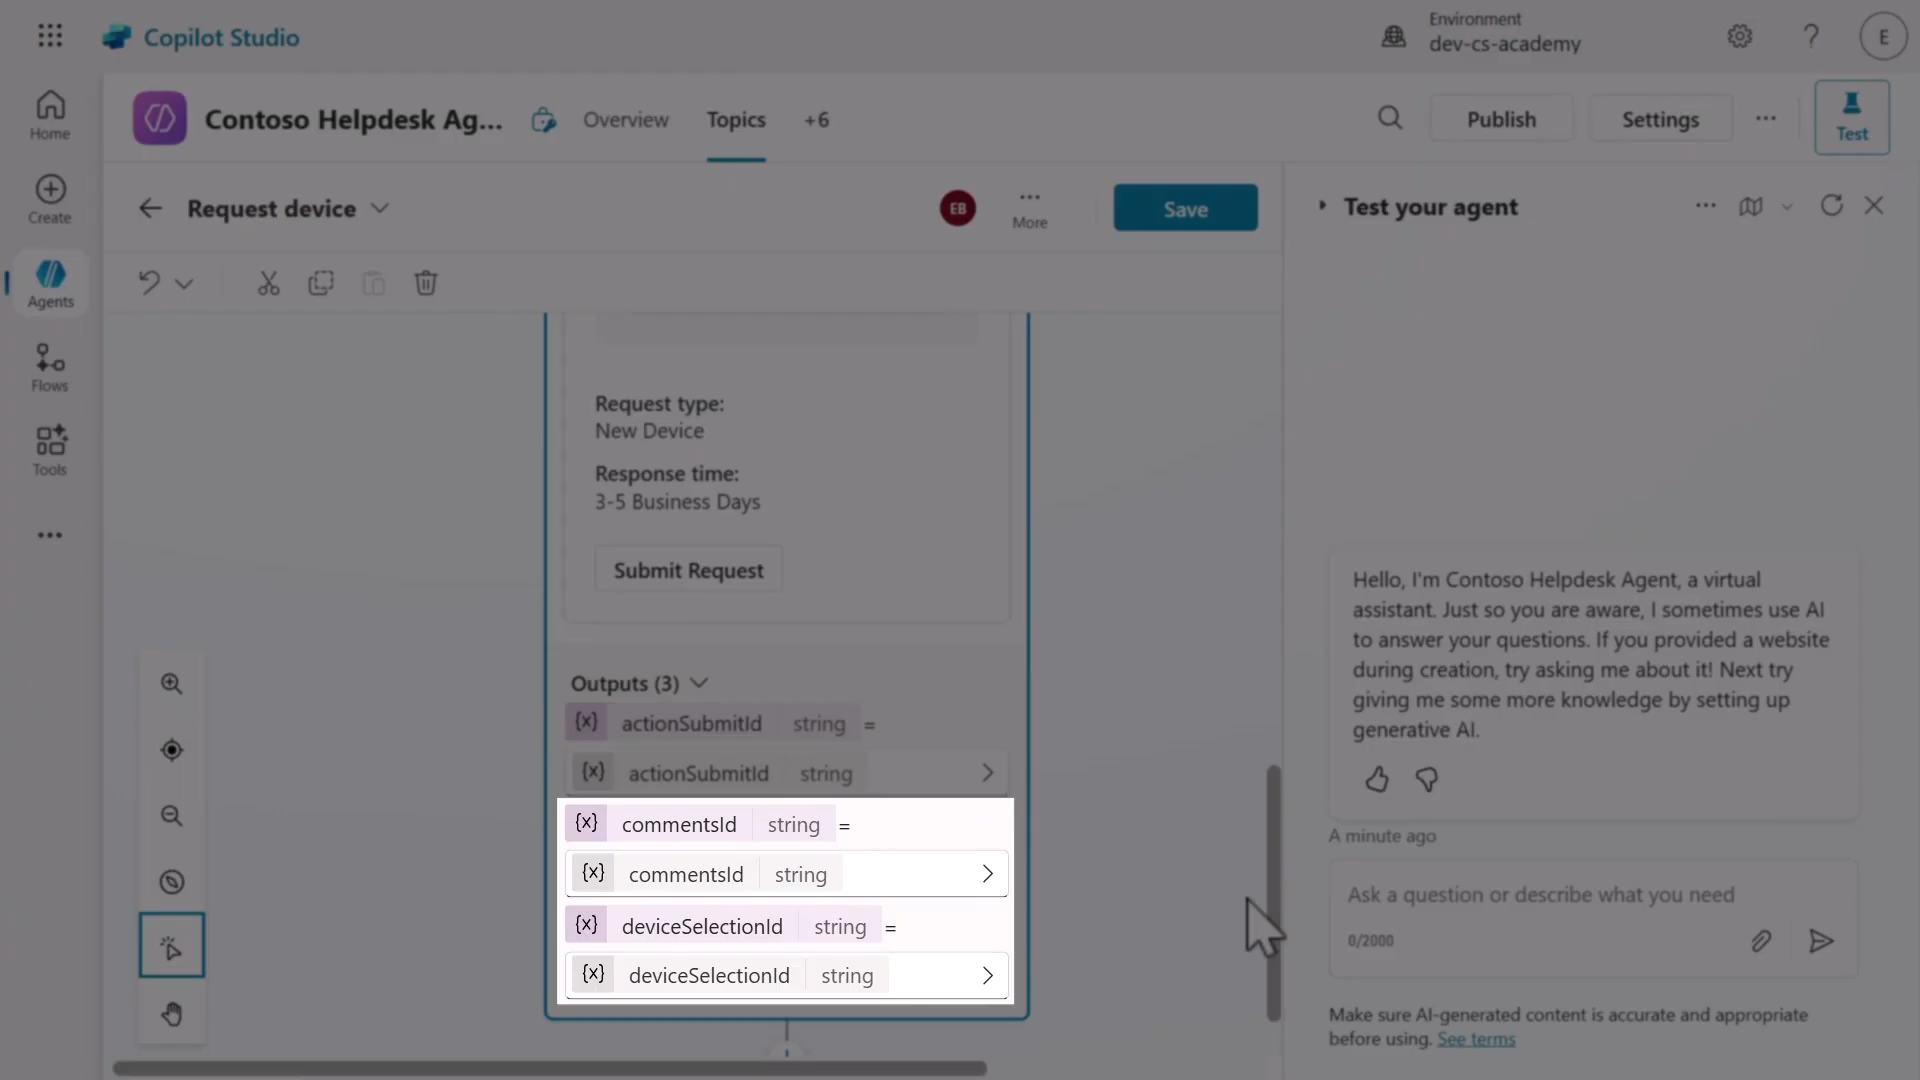 Copilot Studio
Environment
dev-cs-academy
E
Home
Create
Agents
Flows
Tools
Contoso Helpdesk Ag...
Overview
Topics
+6
Publish
Settings
Test
Request device
EB
More
Save
Request type:
New Device
Response time:
3-5 Business Days
Submit Request
Outputs (3)
{x} actionSubmitId string =
{x} actionSubmitId string
{x} commentsId string =
{x} commentsId string
{x} deviceSelectionId string =
{x} deviceSelectionId string
Test your agent
Hello, I'm Contoso Helpdesk Agent, a virtual
assistant. Just so you are aware, I sometimes use AI
to answer your questions. If you provided a website
during creation, try asking me about it! Next try
giving me some more knowledge by setting up
generative AI.
A minute ago
Ask a question or describe what you need
0/2000
Make sure AI-generated content is accurate and appropriate
before using. See terms